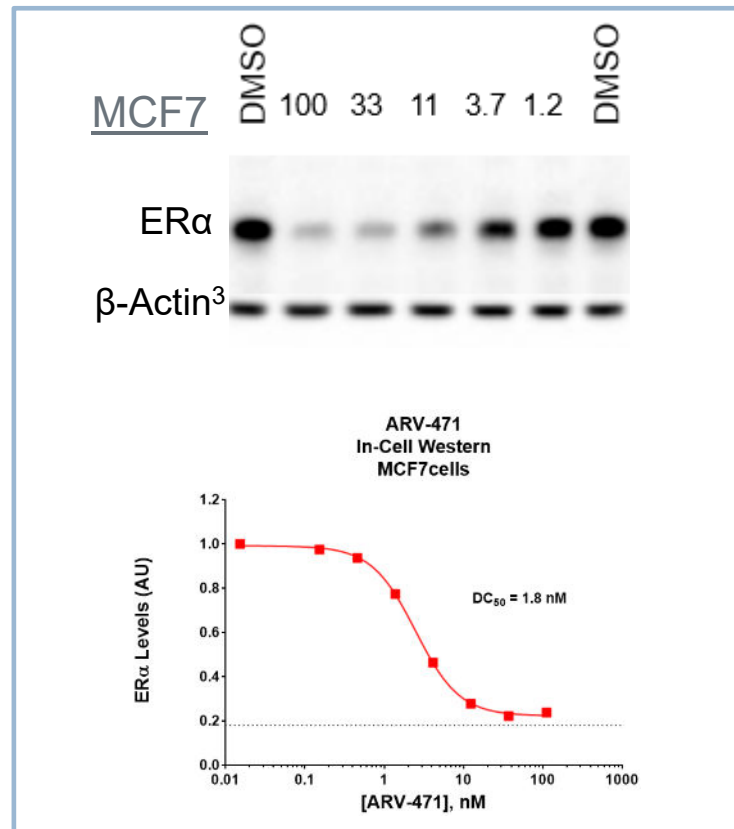 MCF7 DMSO 100 33 11 3.7 1.2 DMSO
ERα
β-Actin³
ARV-471
In-Cell Western
MCF7cells
1.2
1.0
0.8
0.6
0.4
0.2
0.0
ERα Levels (AU)
DC₅₀ = 1.8 nM
0.01 0.1 1 10 100 1000
[ARV-471], nM